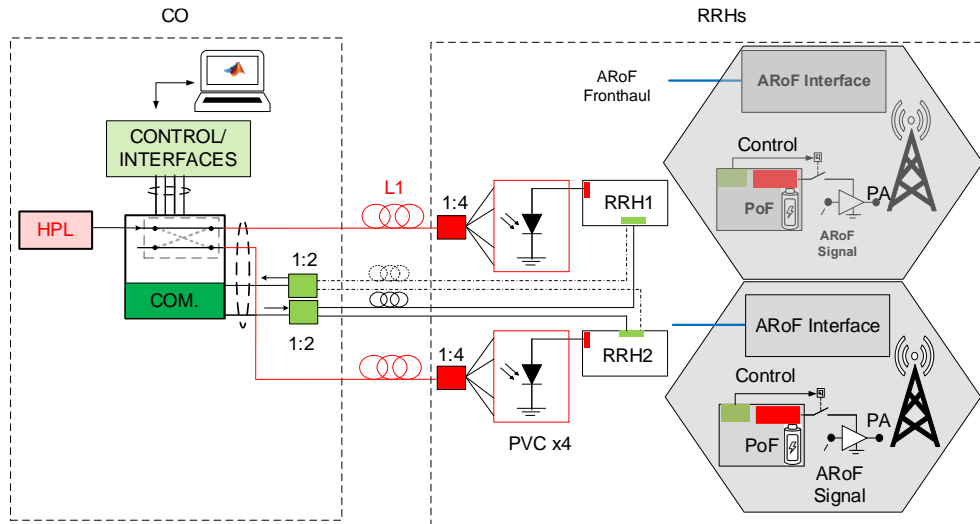 CO
RRHs
ARoF
Fronthaul
ARoF Interface
CONTROL/
INTERFACES
Control
L1
1:4
RRH1
PoF
PA
ARoF
Signal
HPL
1:2
COM.
1:2
ARoF Interface
1:4
RRH2
Control
PA
PoF
PVC x4
ARoF
Signal